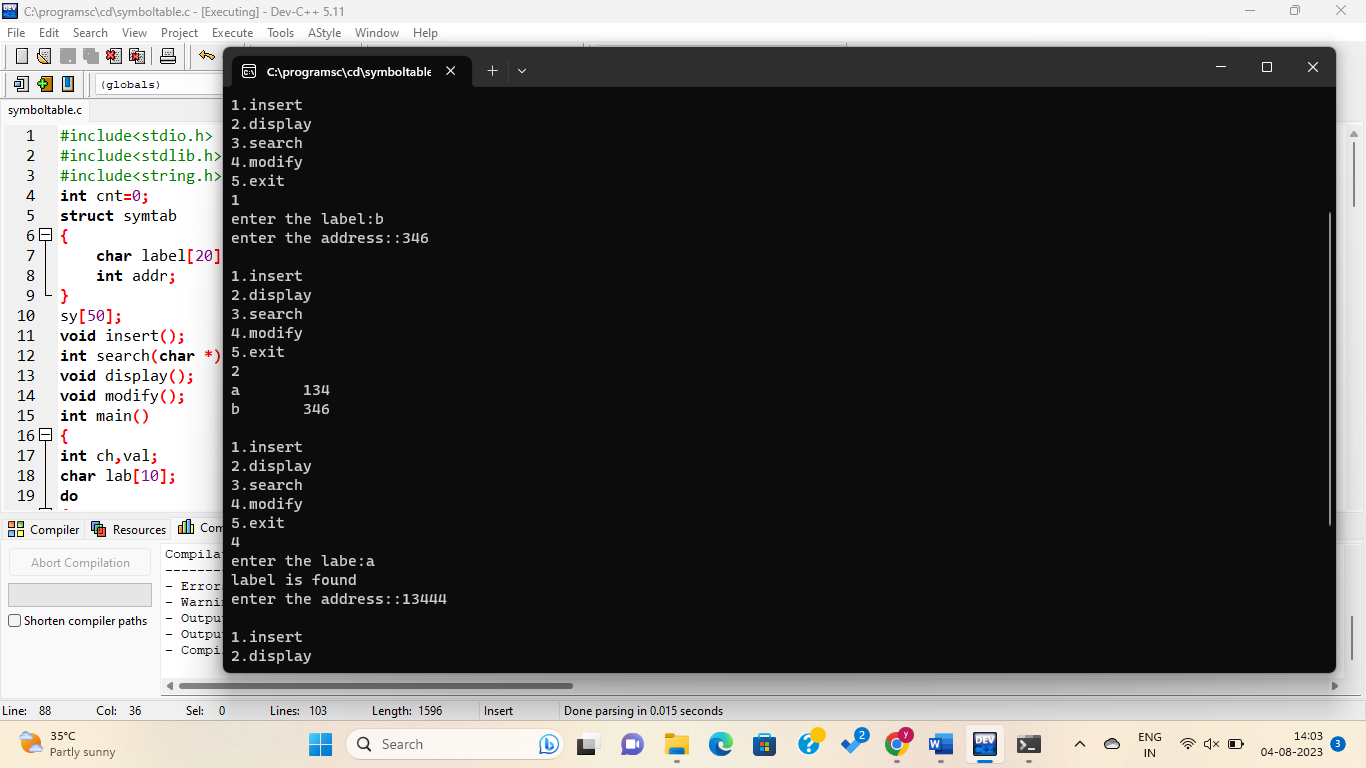 C:\programsc\cd\symboltable.c - [Executing] - Dev-C++ 5.11
File Edit Search View Project Execute Tools AStyle Window Help
(globals)
symboltable.c
1 #include<stdio.h>
2 #include<stdlib.h>
3 #include<string.h>
4 int cnt=0;
5 struct symtab
6 {
7 char label[20]
8 int addr;
9 }
10 sy[50];
11 void insert();
12 int search(char *)
13 void display();
14 void modify();
15 int main()
16 {
17 int ch,val;
18 char lab[10];
19 do
C:\programsc\cd\symboltable
1.insert
2.display
3.search
4.modify
5.exit
1
enter the label:b
enter the address::346
1.insert
2.display
3.search
4.modify
5.exit
2
a 134
b 346
1.insert
2.display
3.search
4.modify
5.exit
4
enter the labe:a
label is found
enter the address::13444
1.insert
2.display
Compiler Resources Com
Abort Compilation
Shorten compiler paths
Compila
--------
- Error
- Warni
- Outpu
- Outpu
- Compi
Line: 88 Col: 36 Sel: 0 Lines: 103 Length: 1596 Insert Done parsing in 0.015 seconds
35°C
Partly sunny
Search
2
y
W
DEV
ENG
IN
14:03
04-08-2023
3